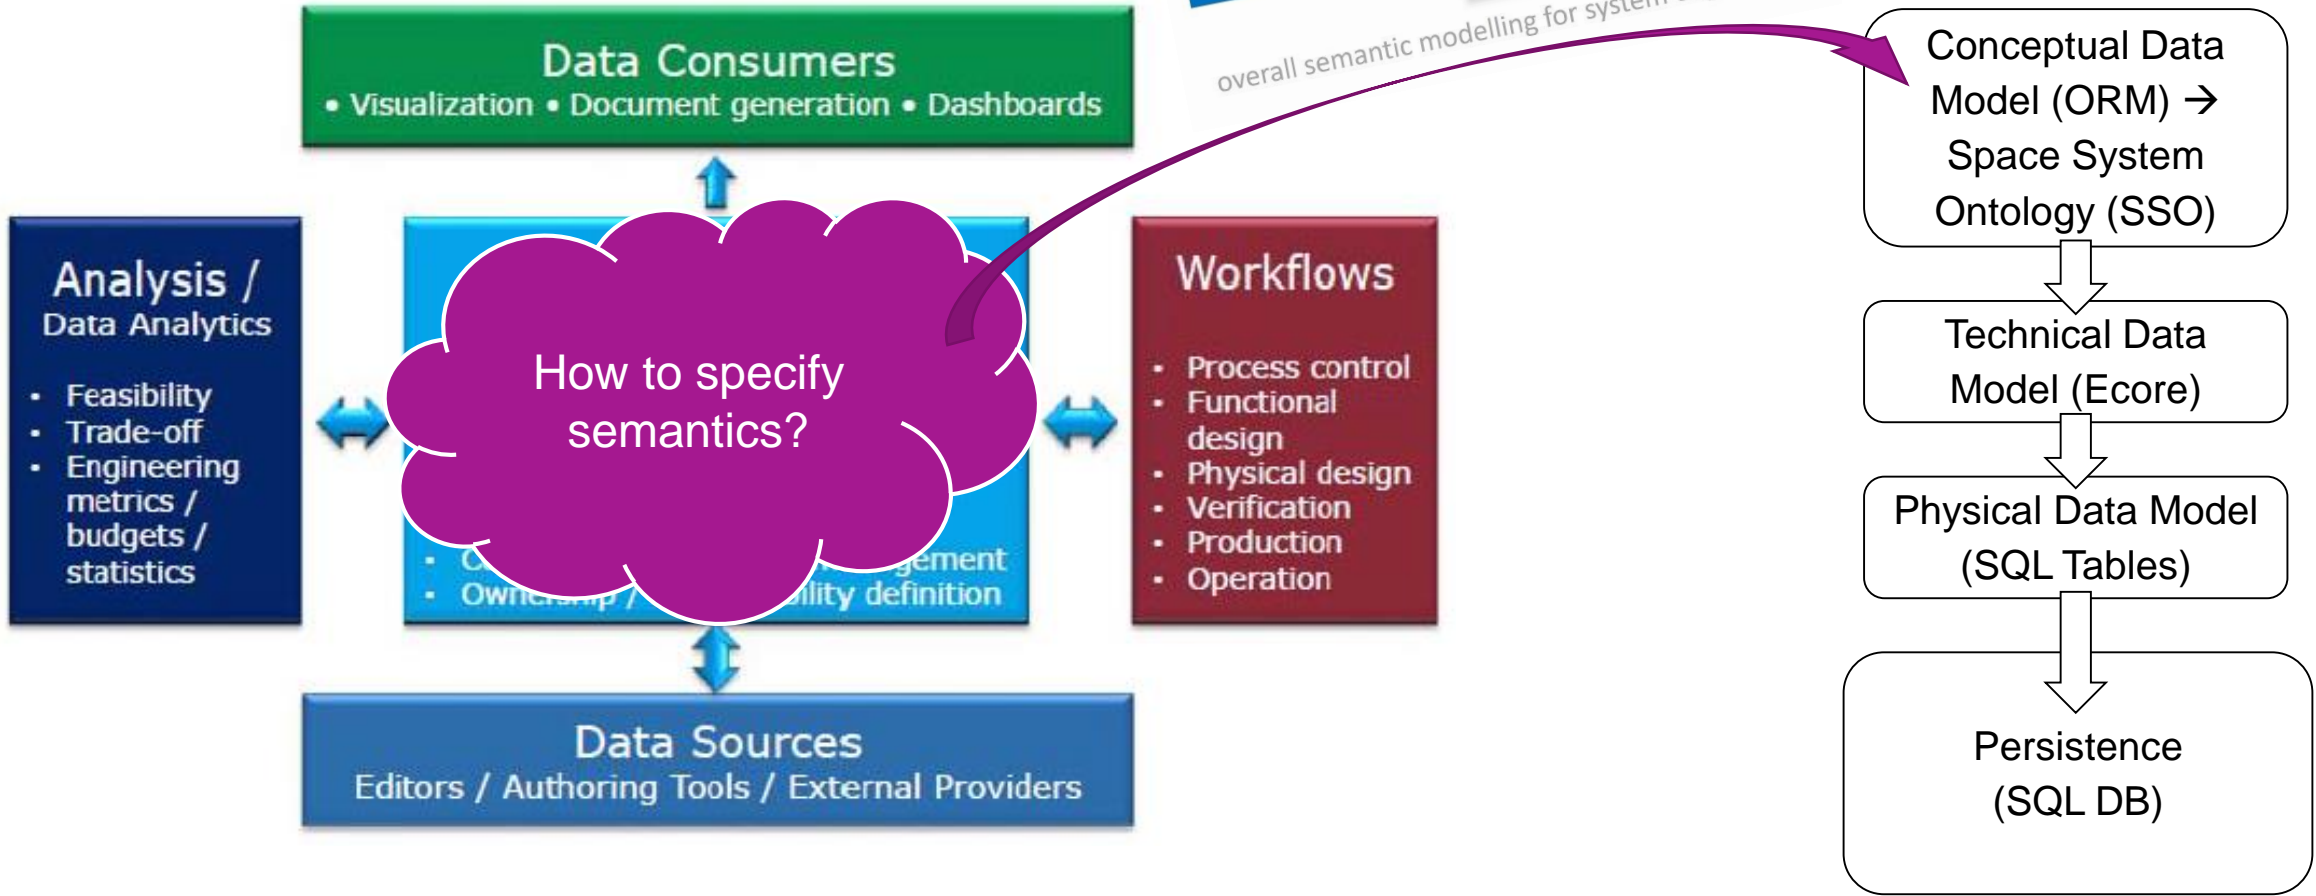 overall semantic modelling for system
Data Consumers
• Visualization • Document generation • Dashboards
Analysis /
Data Analytics
• Feasibility
• Trade-off
• Engineering
metrics /
budgets /
statistics
How to specify
semantics?
•
• Ownership / definition
Workflows
• Process control
• Functional
design
• Physical design
• Verification
• Production
• Operation
Data Sources
Editors / Authoring Tools / External Providers
Conceptual Data
Model (ORM) →
Space System
Ontology (SSO)
Technical Data
Model (Ecore)
Physical Data Model
(SQL Tables)
Persistence
(SQL DB)